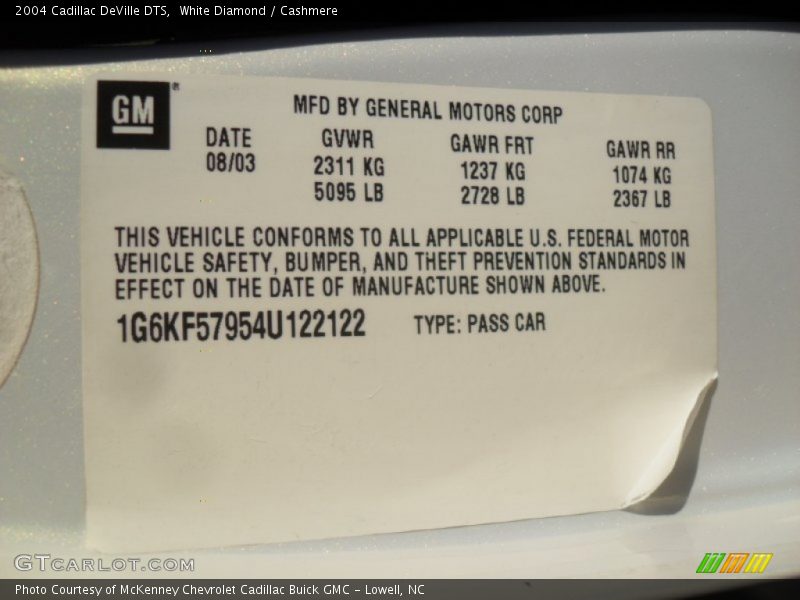 2004 Cadillac DeVille DTS,  White Diamond / Cashmere
GM®
MFD BY GENERAL MOTORS CORP
DATE GVWR GAWR FRT GAWR RR
08/03 2311 KG 1237 KG 1074 KG
5095 LB 2728 LB 2367 LB
THIS VEHICLE CONFORMS TO ALL APPLICABLE U.S. FEDERAL MOTOR
VEHICLE SAFETY, BUMPER, AND THEFT PREVENTION STANDARDS IN
EFFECT ON THE DATE OF MANUFACTURE SHOWN ABOVE.
1G6KF57954U122122 TYPE: PASS CAR
GTCARLOT.COM
Photo Courtesy of McKenney Chevrolet Cadillac Buick GMC - Lowell, NC